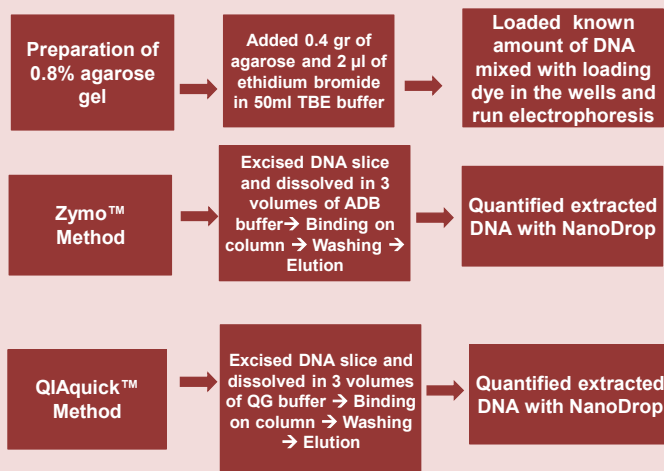 Preparation of
0.8% agarose
gel
Added 0.4 gr of
agarose and 2 µl of
ethidium bromide
in 50ml TBE buffer
Loaded known
amount of DNA
mixed with loading
dye in the wells and
run electrophoresis
Zymo™
Method
Excised DNA slice
and dissolved in 3
volumes of ADB
buffer→ Binding on
column → Washing →
Elution
Quantified extracted
DNA with NanoDrop
QIAquick™
Method
Excised DNA slice and
dissolved in 3 volumes
of QG buffer → Binding
on column → Washing
→ Elution
Quantified extracted
DNA with NanoDrop